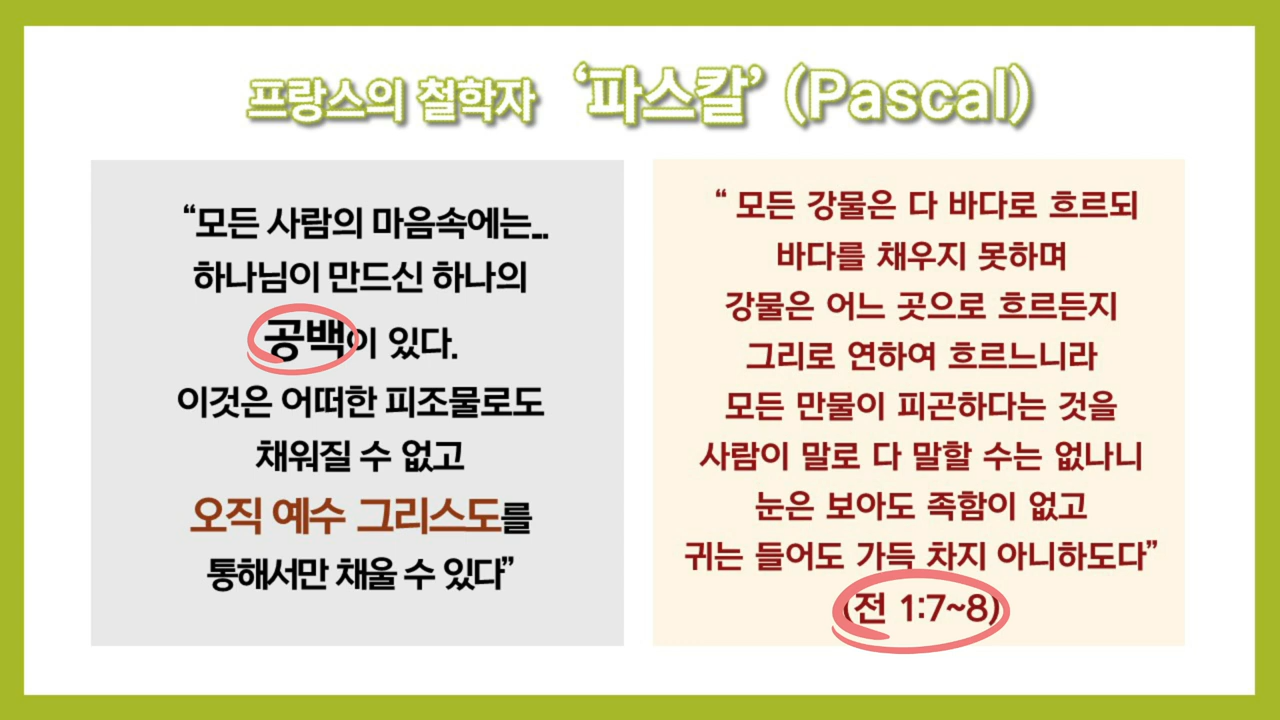 프랑스의 철학자 ‘파스칼’ (Pascal)
“모든 사람의 마음속에는...
하나님이 만드신 하나의
공백이 있다.
이것은 어떠한 피조물로도
채워질 수 없고
오직 예수 그리스도를
통해서만 채울 수 있다”
“ 모든 강물은 다 바다로 흐르되
바다를 채우지 못하며
강물은 어느 곳으로 흐르든지
그리로 연하여 흐르느니라
모든 만물이 피곤하다는 것을
사람이 말로 다 말할 수는 없나니
눈은 보아도 족함이 없고
귀는 들어도 가득 차지 아니하도다”
(전 1:7~8)